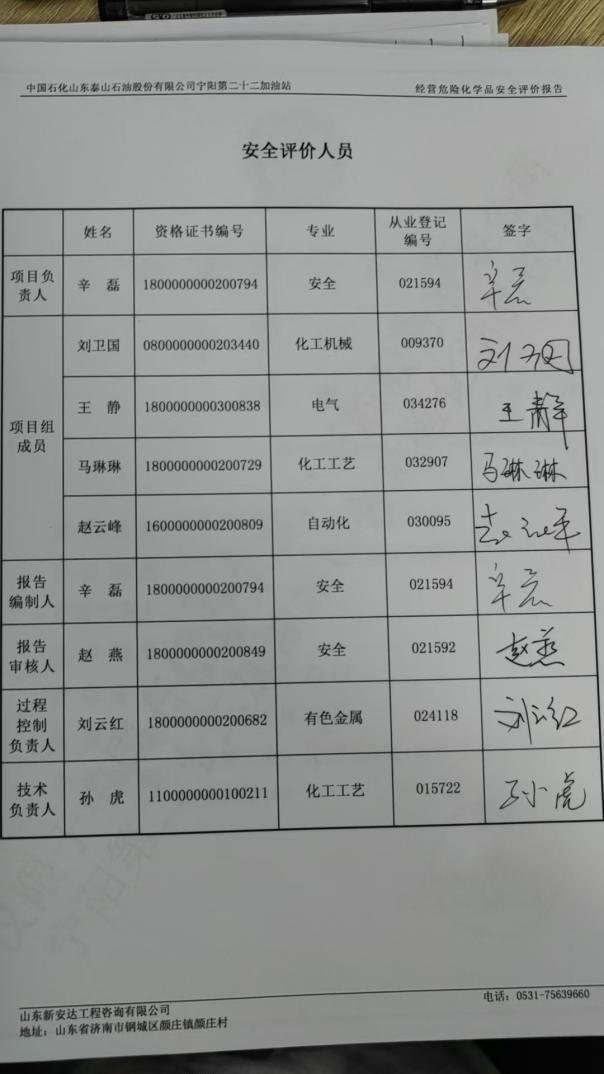 中国石化山东泰山石油股份有限公司宁阳第二十二加油站 经营危险化学品安全评价报告
安全评价人员
姓名 资格证书编号 专业 从业登记编号 签字
项目负责人 辛 磊 1800000000200794 安全 021594 辛磊
项目组成员 刘卫国 0800000000203440 化工机械 009370 刘卫国
王 静 1800000000300838 电气 034276 王静
马琳琳 1800000000200729 化工工艺 032907 马琳琳
赵云峰 1600000000200809 自动化 030095
报告编制人 辛 磊 1800000000200794 安全 021594 辛磊
报告审核人 赵 燕 1800000000200849 安全 021592 赵燕
过程控制负责人 刘云红 1800000000200682 有色金属 024118 刘云红
技术负责人 孙 虎 1100000000100211 化工工艺 015722 孙虎
山东新安达工程咨询有限公司 电话：0531-75639660
地址：山东省济南市钢城区颜庄镇颜庄村